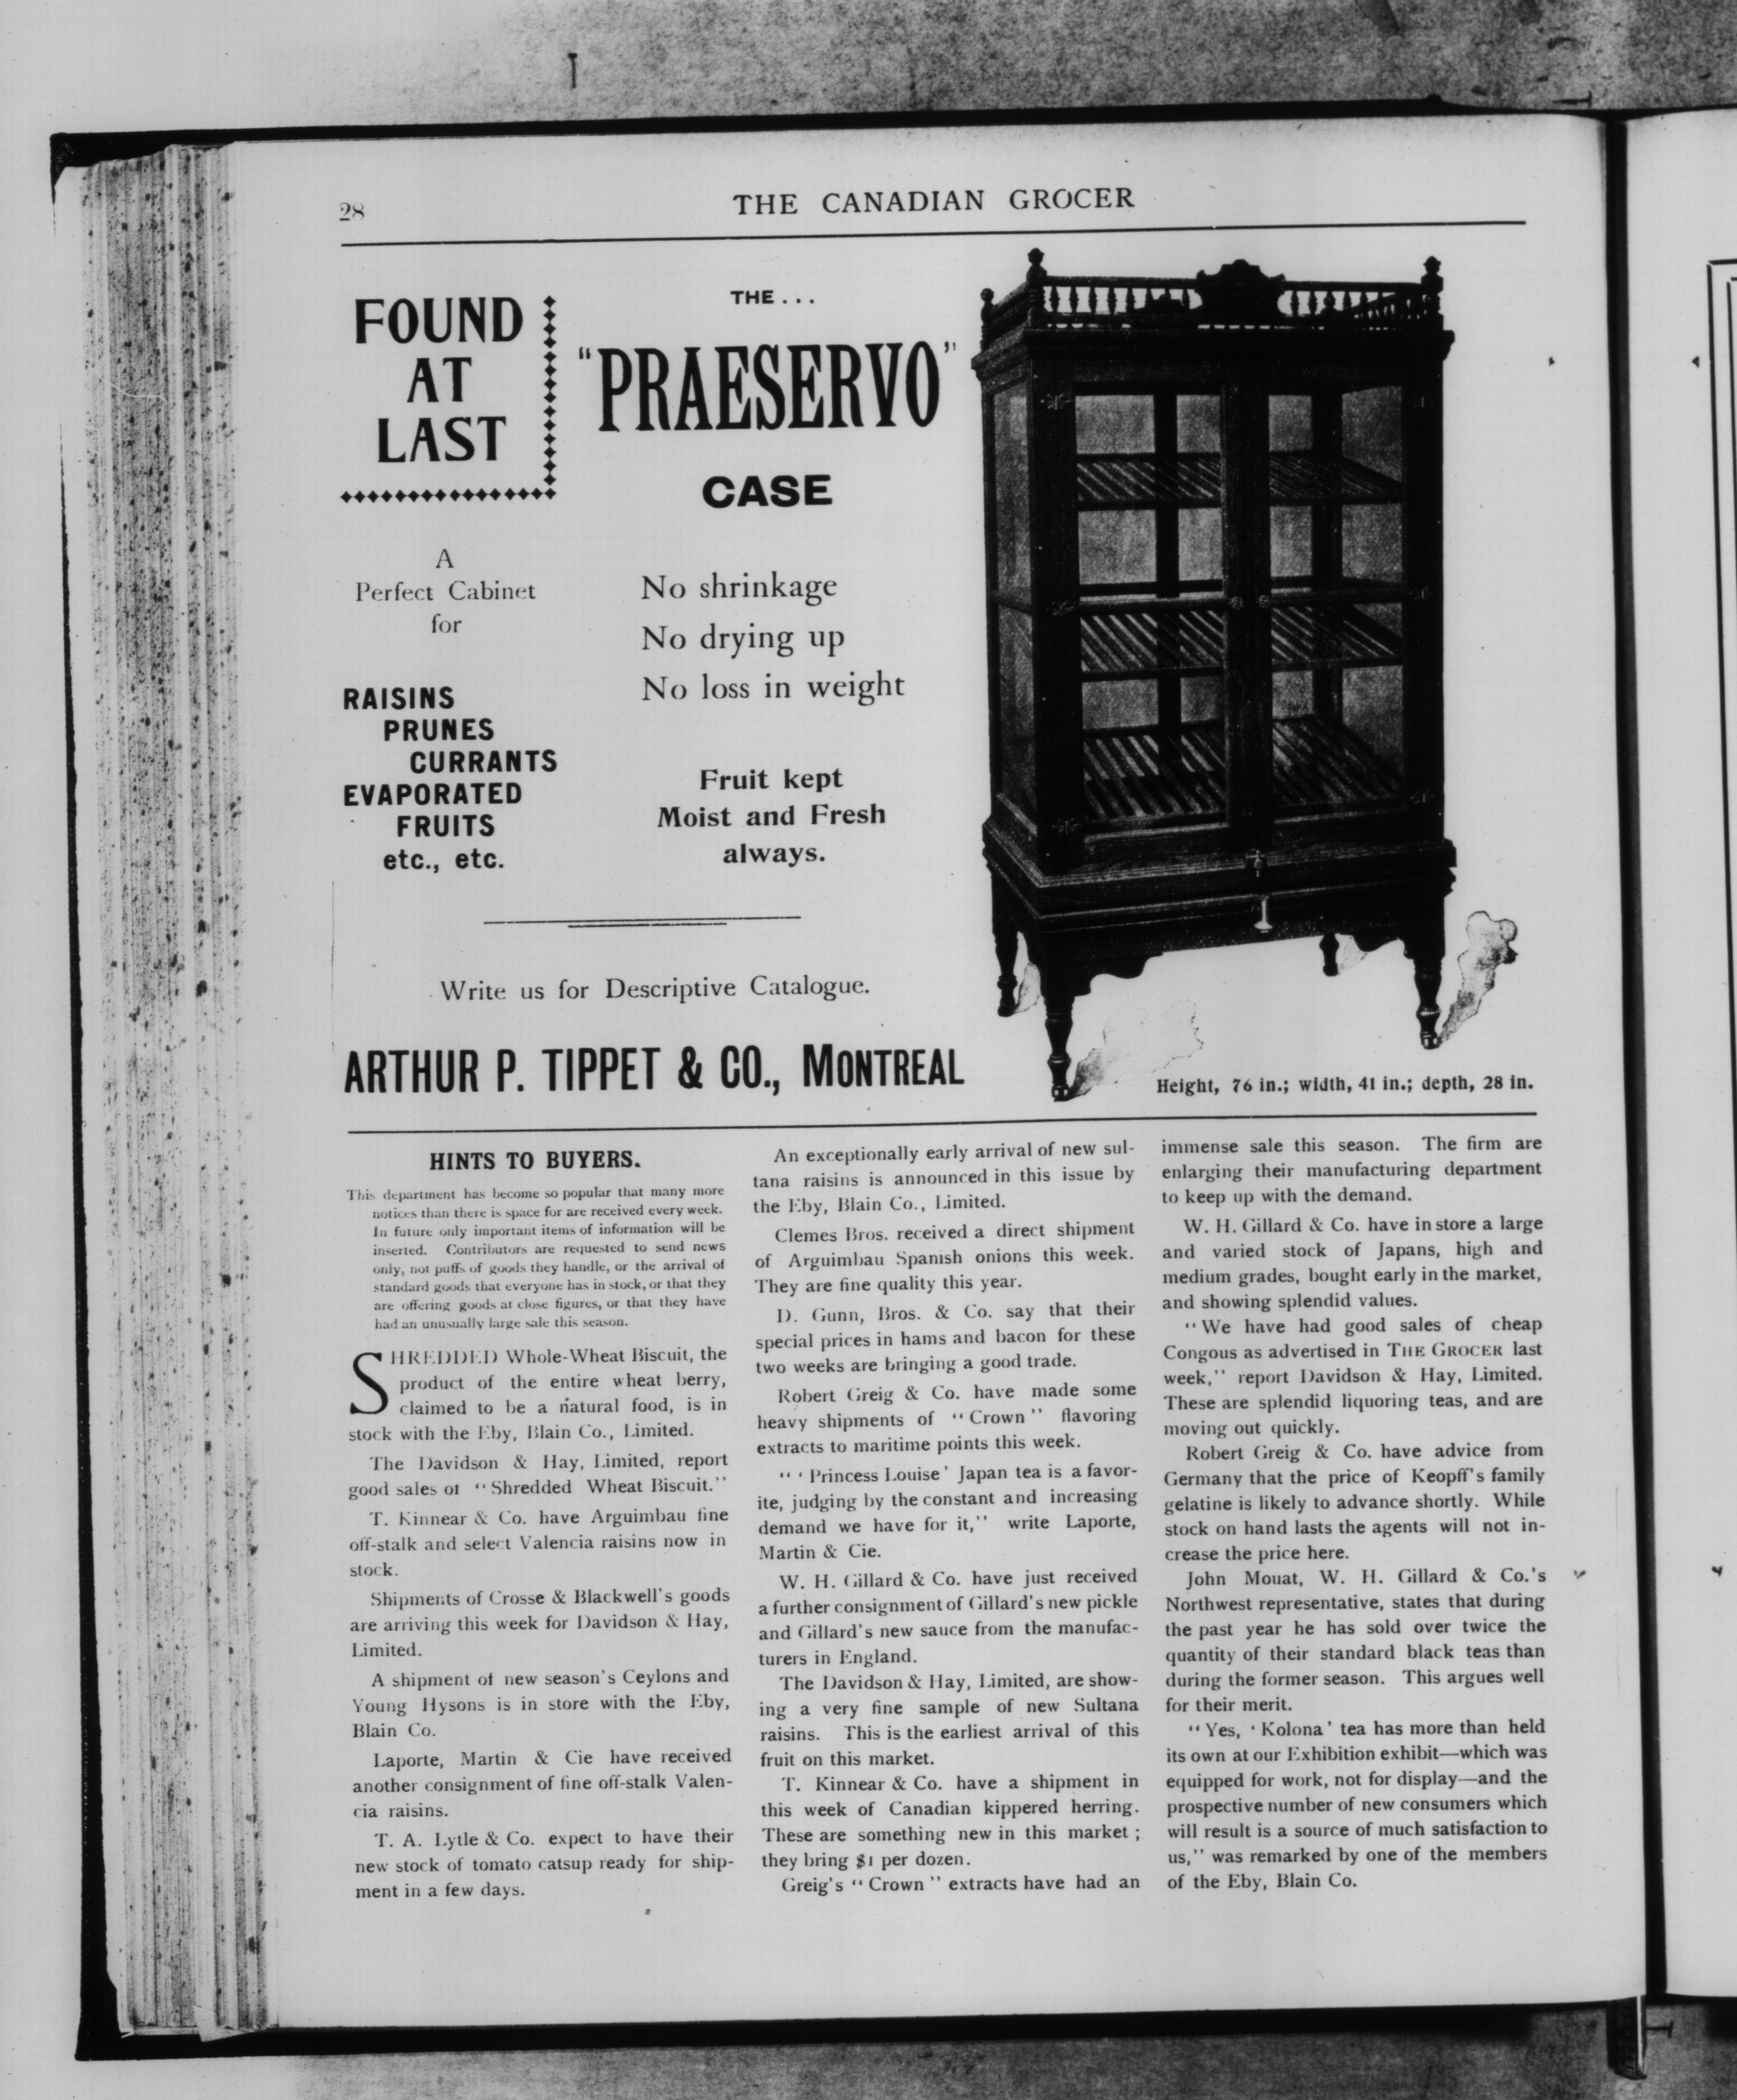 28
THE CANADIAN GROCER
FOUND
AT
LAST
THE...
"PRAESERVO"
CASE
A
Perfect Cabinet
for
RAISINS
PRUNES
CURRANTS
EVAPORATED
FRUITS
etc., etc.
No shrinkage
No drying up
No loss in weight
Fruit kept
Moist and Fresh
always.
Write us for Descriptive Catalogue.
ARTHUR P. TIPPET & CO., MONTREAL
Height, 76 in.; width, 41 in.; depth, 28 in.
HINTS TO BUYERS.
This department has become so popular that many more
notices than there is space for are received every week.
In future only important items of information will be
inserted. Contributors are requested to send news
only, not puffs of goods they handle, or the arrival of
standard goods that everyone has in stock, or that they
are offering goods at close figures, or that they have
had an unusually large sale this season.
SHREDDED Whole-Wheat Biscuit, the
product of the entire wheat berry,
claimed to be a natural food, is in
stock with the Eby, Blain Co., Limited.
The Davidson & Hay, Limited, report
good sales of "Shredded Wheat Biscuit."
T. Kinnear & Co. have Arguimbau fine
off-stalk and select Valencia raisins now in
stock.
Shipments of Crosse & Blackwell's goods
are arriving this week for Davidson & Hay,
Limited.
A shipment of new season's Ceylons and
Young Hysons is in store with the Eby,
Blain Co.
Laporte, Martin & Cie have received
another consignment of fine off-stalk Valen-
cia raisins.
T. A. Lytle & Co. expect to have their
new stock of tomato catsup ready for ship-
ment in a few days.
An exceptionally early arrival of new sul-
tana raisins is announced in this issue by
the Eby, Blain Co., Limited.
Clemes Bros. received a direct shipment
of Arguimbau Spanish onions this week.
They are fine quality this year.
D. Gunn, Bros. & Co. say that their
special prices in hams and bacon for these
two weeks are bringing a good trade.
Robert Greig & Co. have made some
heavy shipments of "Crown" flavoring
extracts to maritime points this week.
"'Princess Louise' Japan tea is a favor-
ite, judging by the constant and increasing
demand we have for it," write Laporte,
Martin & Cie.
W. H. Gillard & Co. have just received
a further consignment of Gillard's new pickle
and Gillard's new sauce from the manufac-
turers in England.
The Davidson & Hay, Limited, are show-
ing a very fine sample of new Sultana
raisins. This is the earliest arrival of this
fruit on this market.
T. Kinnear & Co. have a shipment in
this week of Canadian kippered herring.
These are something new in this market;
they bring $1 per dozen.
Greig's "Crown" extracts have had an
immense sale this season. The firm are
enlarging their manufacturing department
to keep up with the demand.
W. H. Gillard & Co. have in store a large
and varied stock of Japans, high and
medium grades, bought early in the market,
and showing splendid values.
"We have had good sales of cheap
Congous as advertised in THE GROCER last
week," report Davidson & Hay, Limited.
These are splendid liquoring teas, and are
moving out quickly.
Robert Greig & Co. have advice from
Germany that the price of Keopff's family
gelatine is likely to advance shortly. While
stock on hand lasts the agents will not in-
crease the price here.
John Mouat, W. H. Gillard & Co.'s
Northwest representative, states that during
the past year he has sold over twice the
quantity of their standard black teas than
during the former season. This argues well
for their merit.
"Yes, 'Kolona' tea has more than held
its own at our Exhibition exhibit—which was
equipped for work, not for display—and the
prospective number of new consumers which
will result is a source of much satisfaction to
us," was remarked by one of the members
of the Eby, Blain Co.